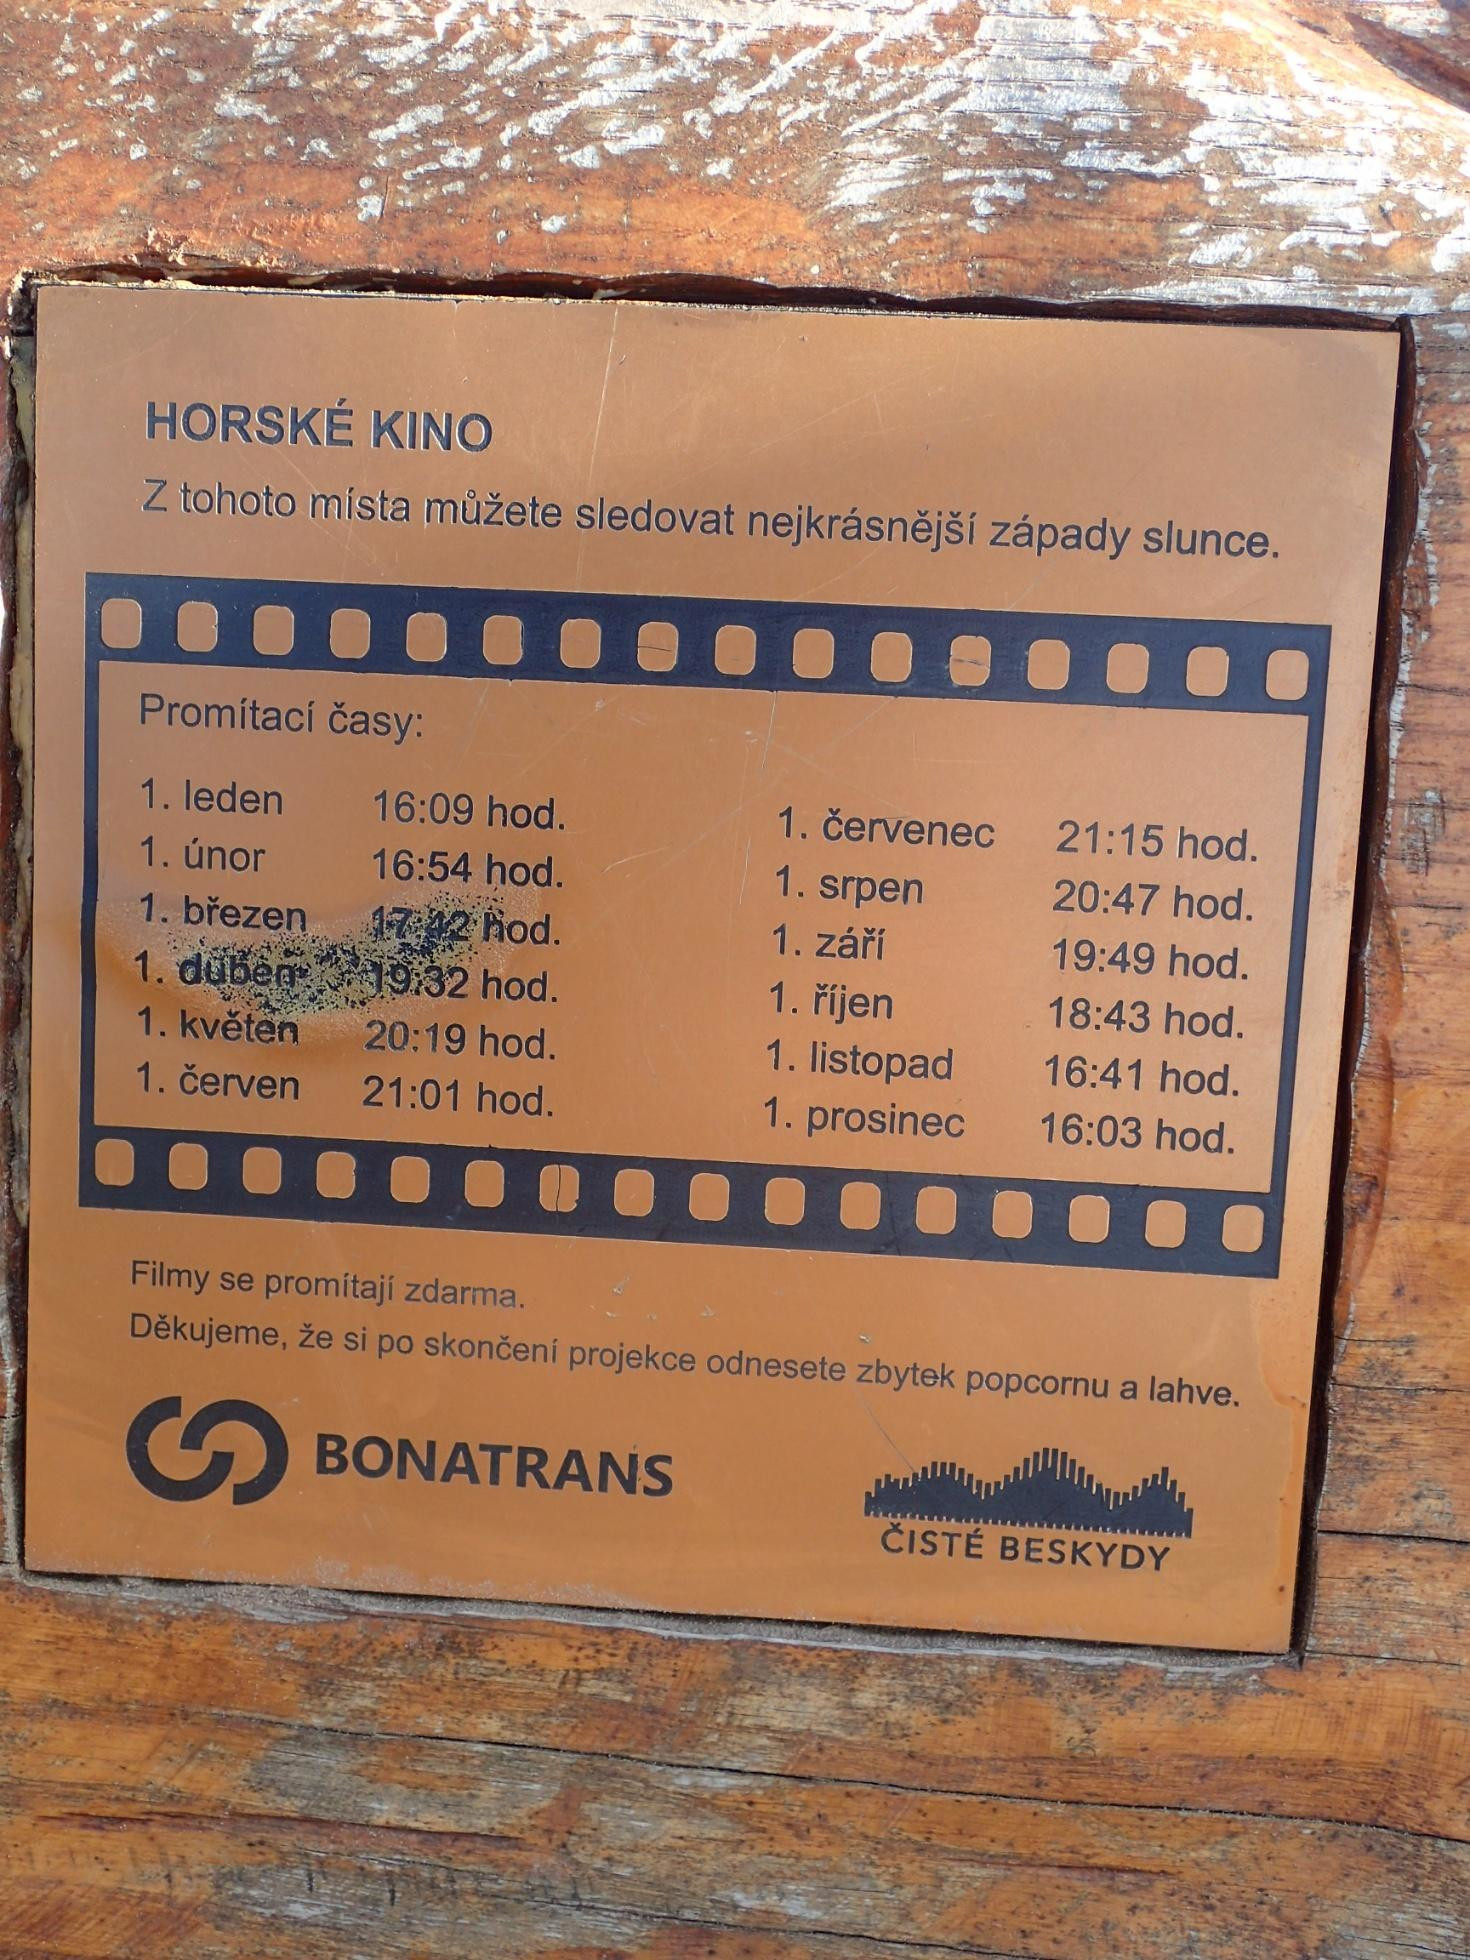 HORSKÉ KINO
Z tohoto místa můžete sledovat nejkrásnější západy slunce.
Promítací časy:
1. leden 16:09 hod.
1. únor 16:54 hod.
1. březen 17:42 hod.
1. duben 19:32 hod.
1. květen 20:19 hod.
1. červen 21:01 hod.
1. červenec 21:15 hod.
1. srpen 20:47 hod.
1. září 19:49 hod.
1. říjen 18:43 hod.
1. listopad 16:41 hod.
1. prosinec 16:03 hod.
Filmy se promítají zdarma.
Děkujeme, že si po skončení projekce odnesete zbytek popcornu a lahve.
BONATRANS
ČISTÉ BESKYDY